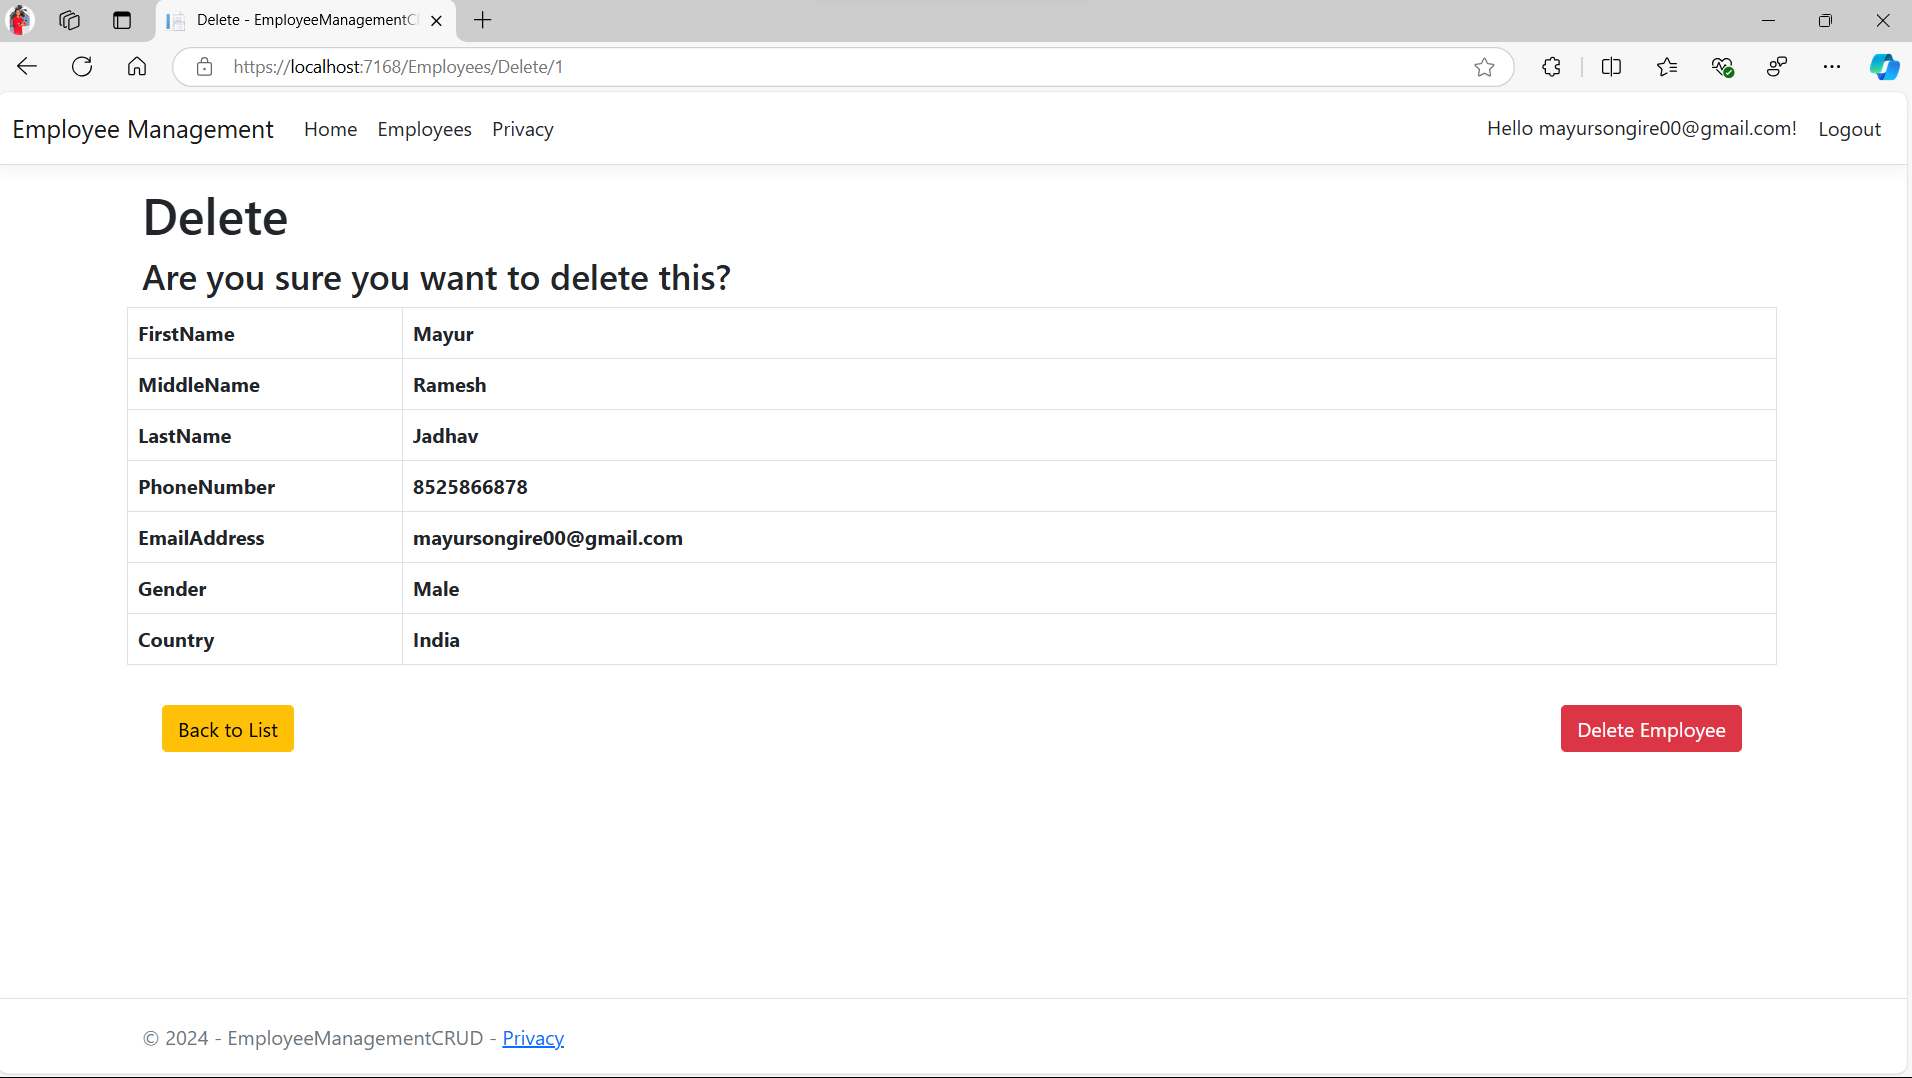 Delete - EmployeeManagementC
https://localhost:7168/Employees/Delete/1
Employee Management Home Employees Privacy Hello mayursongire00@gmail.com! Logout
Delete
Are you sure you want to delete this?
FirstName Mayur
MiddleName Ramesh
LastName Jadhav
PhoneNumber 8525866878
EmailAddress mayursongire00@gmail.com
Gender Male
Country India
Back to List Delete Employee
© 2024 - EmployeeManagementCRUD - Privacy